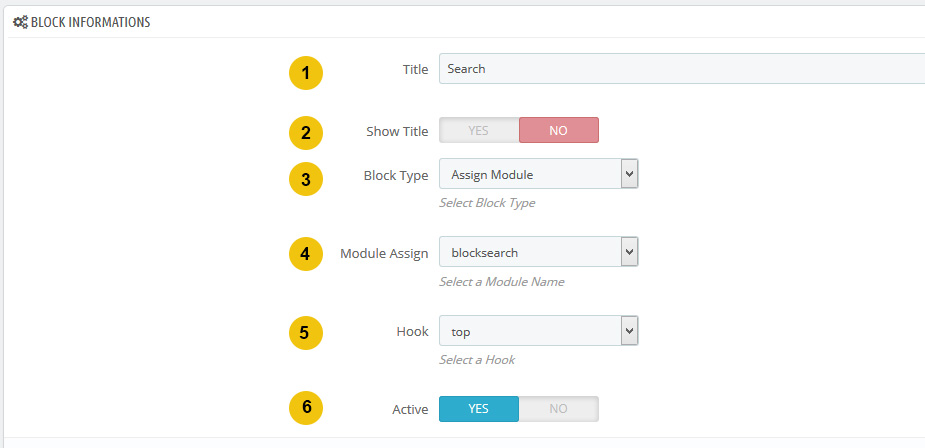 BLOCK INFORMATIONS
1 Title Search
2 Show Title YES NO
3 Block Type Assign Module
Select Block Type
4 Module Assign blocksearch
Select a Module Name
5 Hook top
Select a Hook
6 Active YES NO